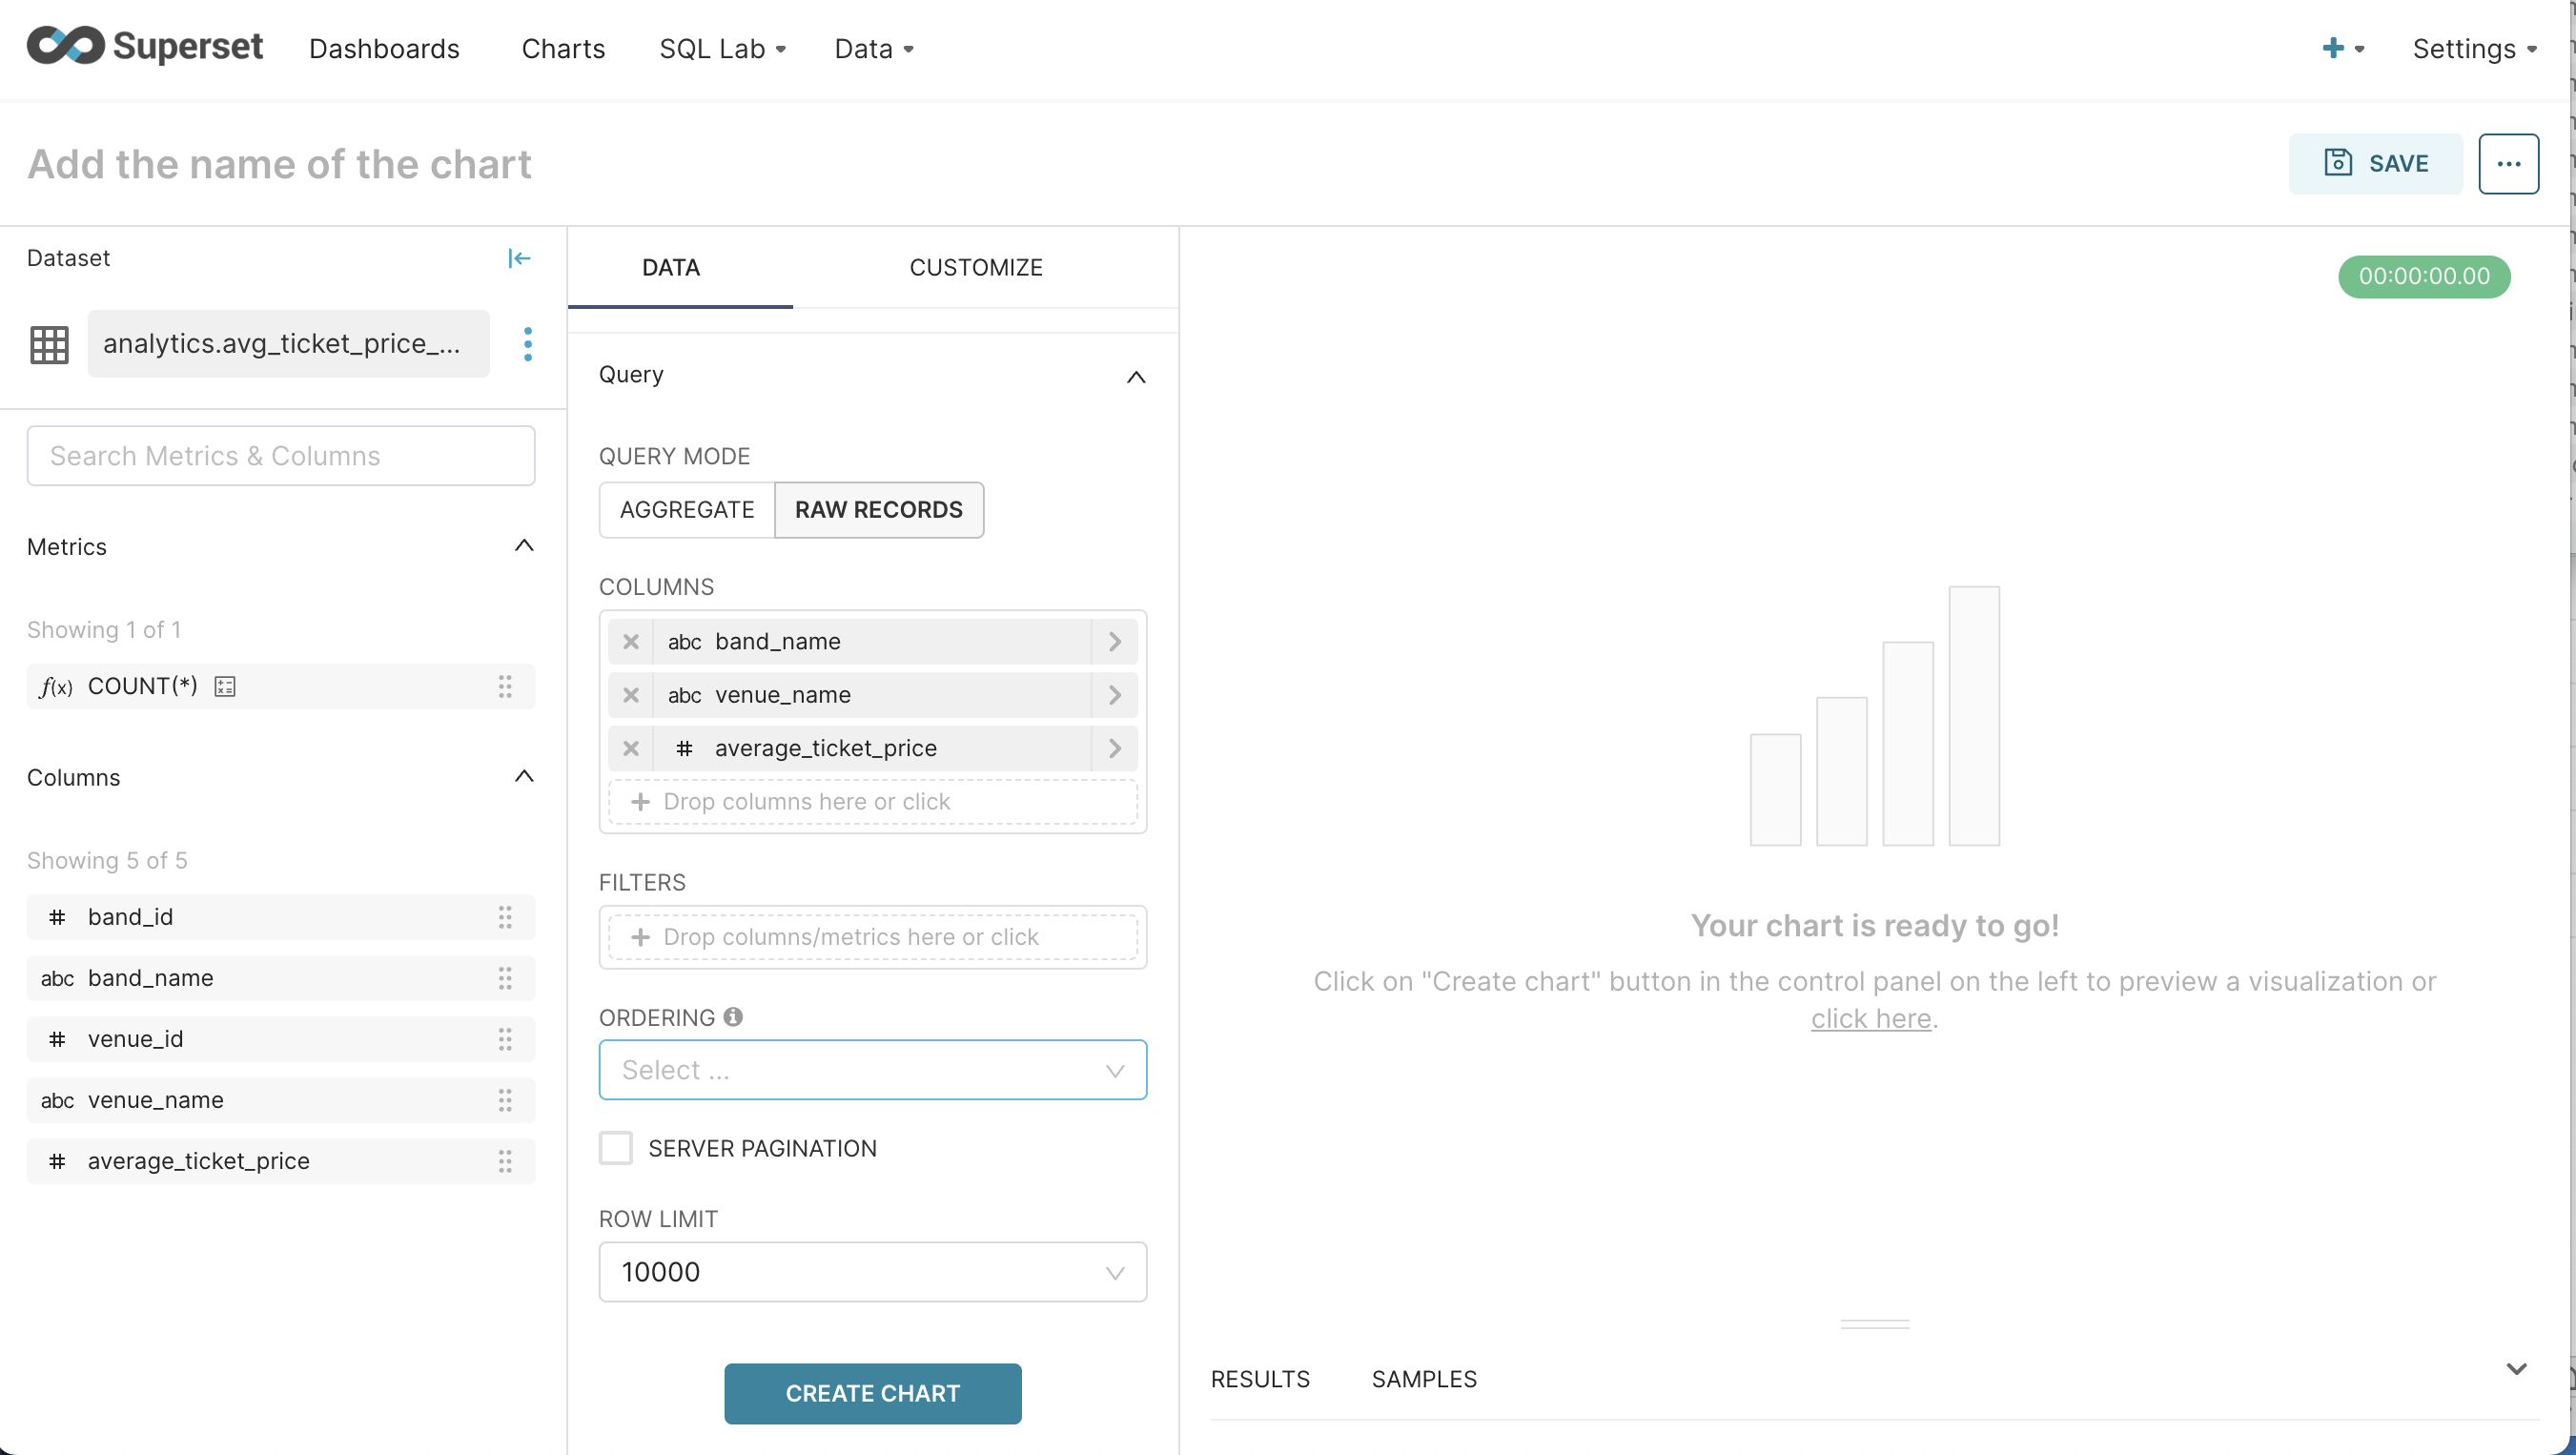 Superset Dashboards Charts SQL Lab Data Settings
Add the name of the chart
SAVE
Dataset
analytics.avg_ticket_price_...
Search Metrics & Columns
Metrics
Showing 1 of 1
f(x) COUNT(*)
Columns
Showing 5 of 5
# band_id
abc band_name
# venue_id
abc venue_name
# average_ticket_price
DATA CUSTOMIZE
Query
QUERY MODE
AGGREGATE RAW RECORDS
COLUMNS
abc band_name
abc venue_name
# average_ticket_price
+ Drop columns here or click
FILTERS
+ Drop columns/metrics here or click
ORDERING
Select ...
SERVER PAGINATION
ROW LIMIT
10000
CREATE CHART
00:00:00.00
Your chart is ready to go!
Click on "Create chart" button in the control panel on the left to preview a visualization or
click here.
RESULTS SAMPLES